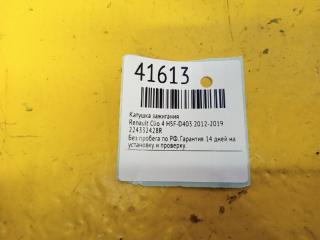 41613
Катушка зажигания
Renault Clio 4 H5F-D403 2012-2019
224332428R
Без пробега по РФ. Гарантия 14 дней на
установку и проверку.